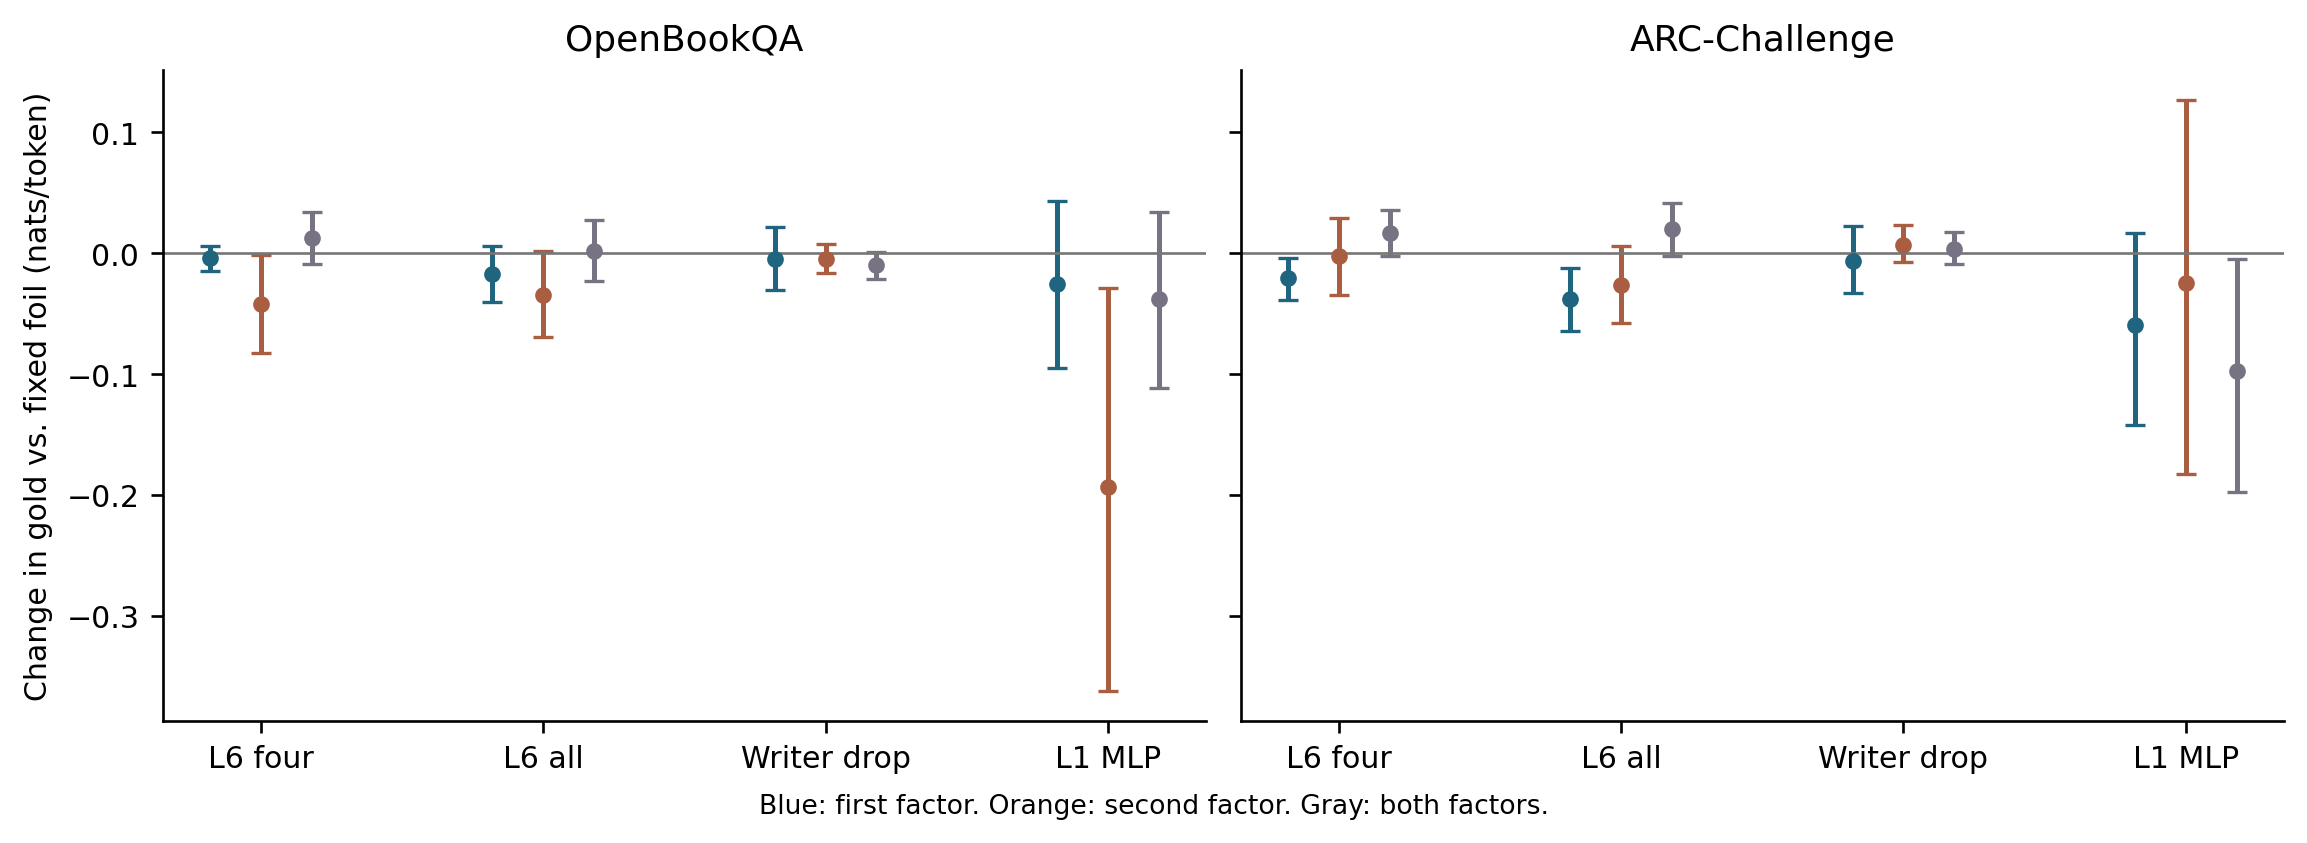 OpenBookQA
ARC-Challenge
Change in gold vs. fixed foil (nats/token)
0.1
0.0
−0.1
−0.2
−0.3
L6 four
L6 all
Writer drop
L1 MLP
L6 four
L6 all
Writer drop
L1 MLP
Blue: first factor. Orange: second factor. Gray: both factors.